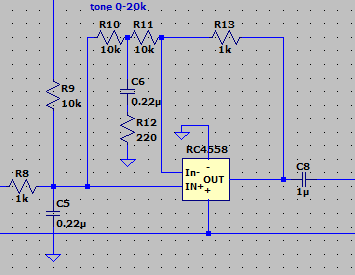 tone 0-20k
R10 R11 R13
10k 10k 1k
R9
10k
C6
0.22µ
R12
220
RC4558
-
In-
OUT
IN+
+
R8
1k
C8
1µ
C5
0.22µ